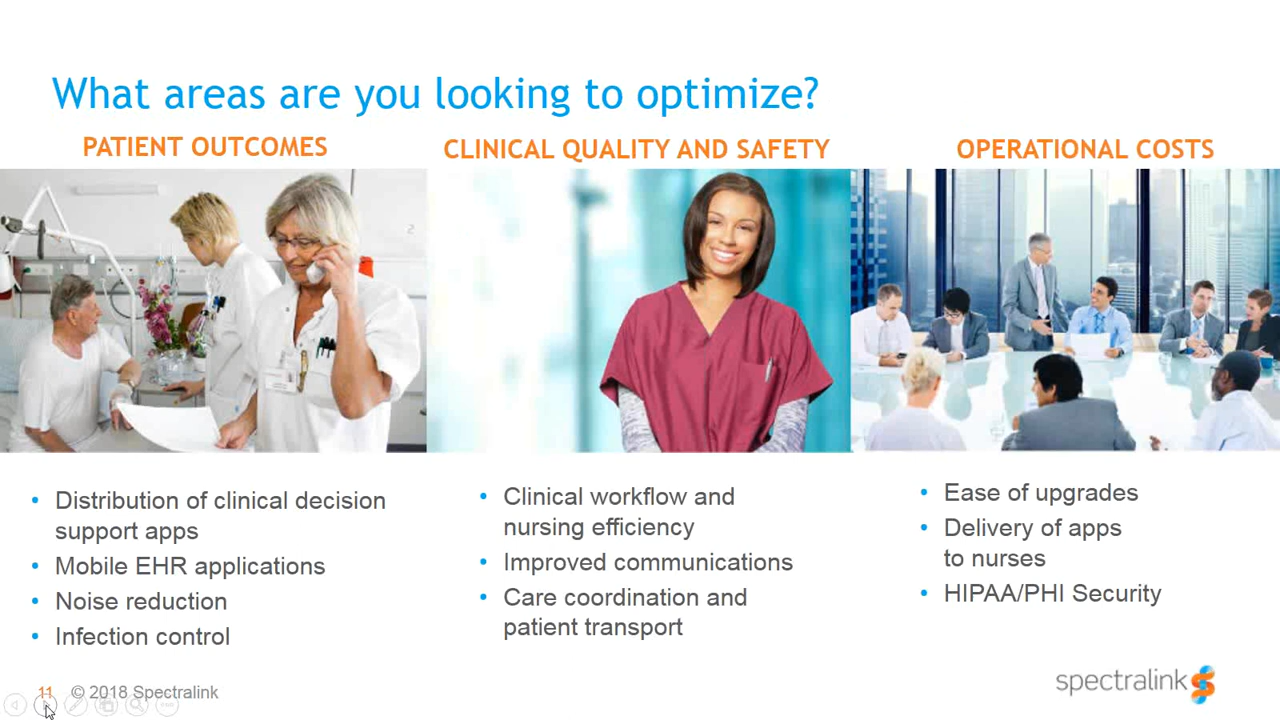 What areas are you looking to optimize?
PATIENT OUTCOMES
CLINICAL QUALITY AND SAFETY
OPERATIONAL COSTS
• Distribution of clinical decision
support apps
• Mobile EHR applications
• Noise reduction
• Infection control
• Clinical workflow and
nursing efficiency
• Improved communications
• Care coordination and
patient transport
• Ease of upgrades
• Delivery of apps
to nurses
• HIPAA/PHI Security
11 © 2018 Spectralink
spectralink